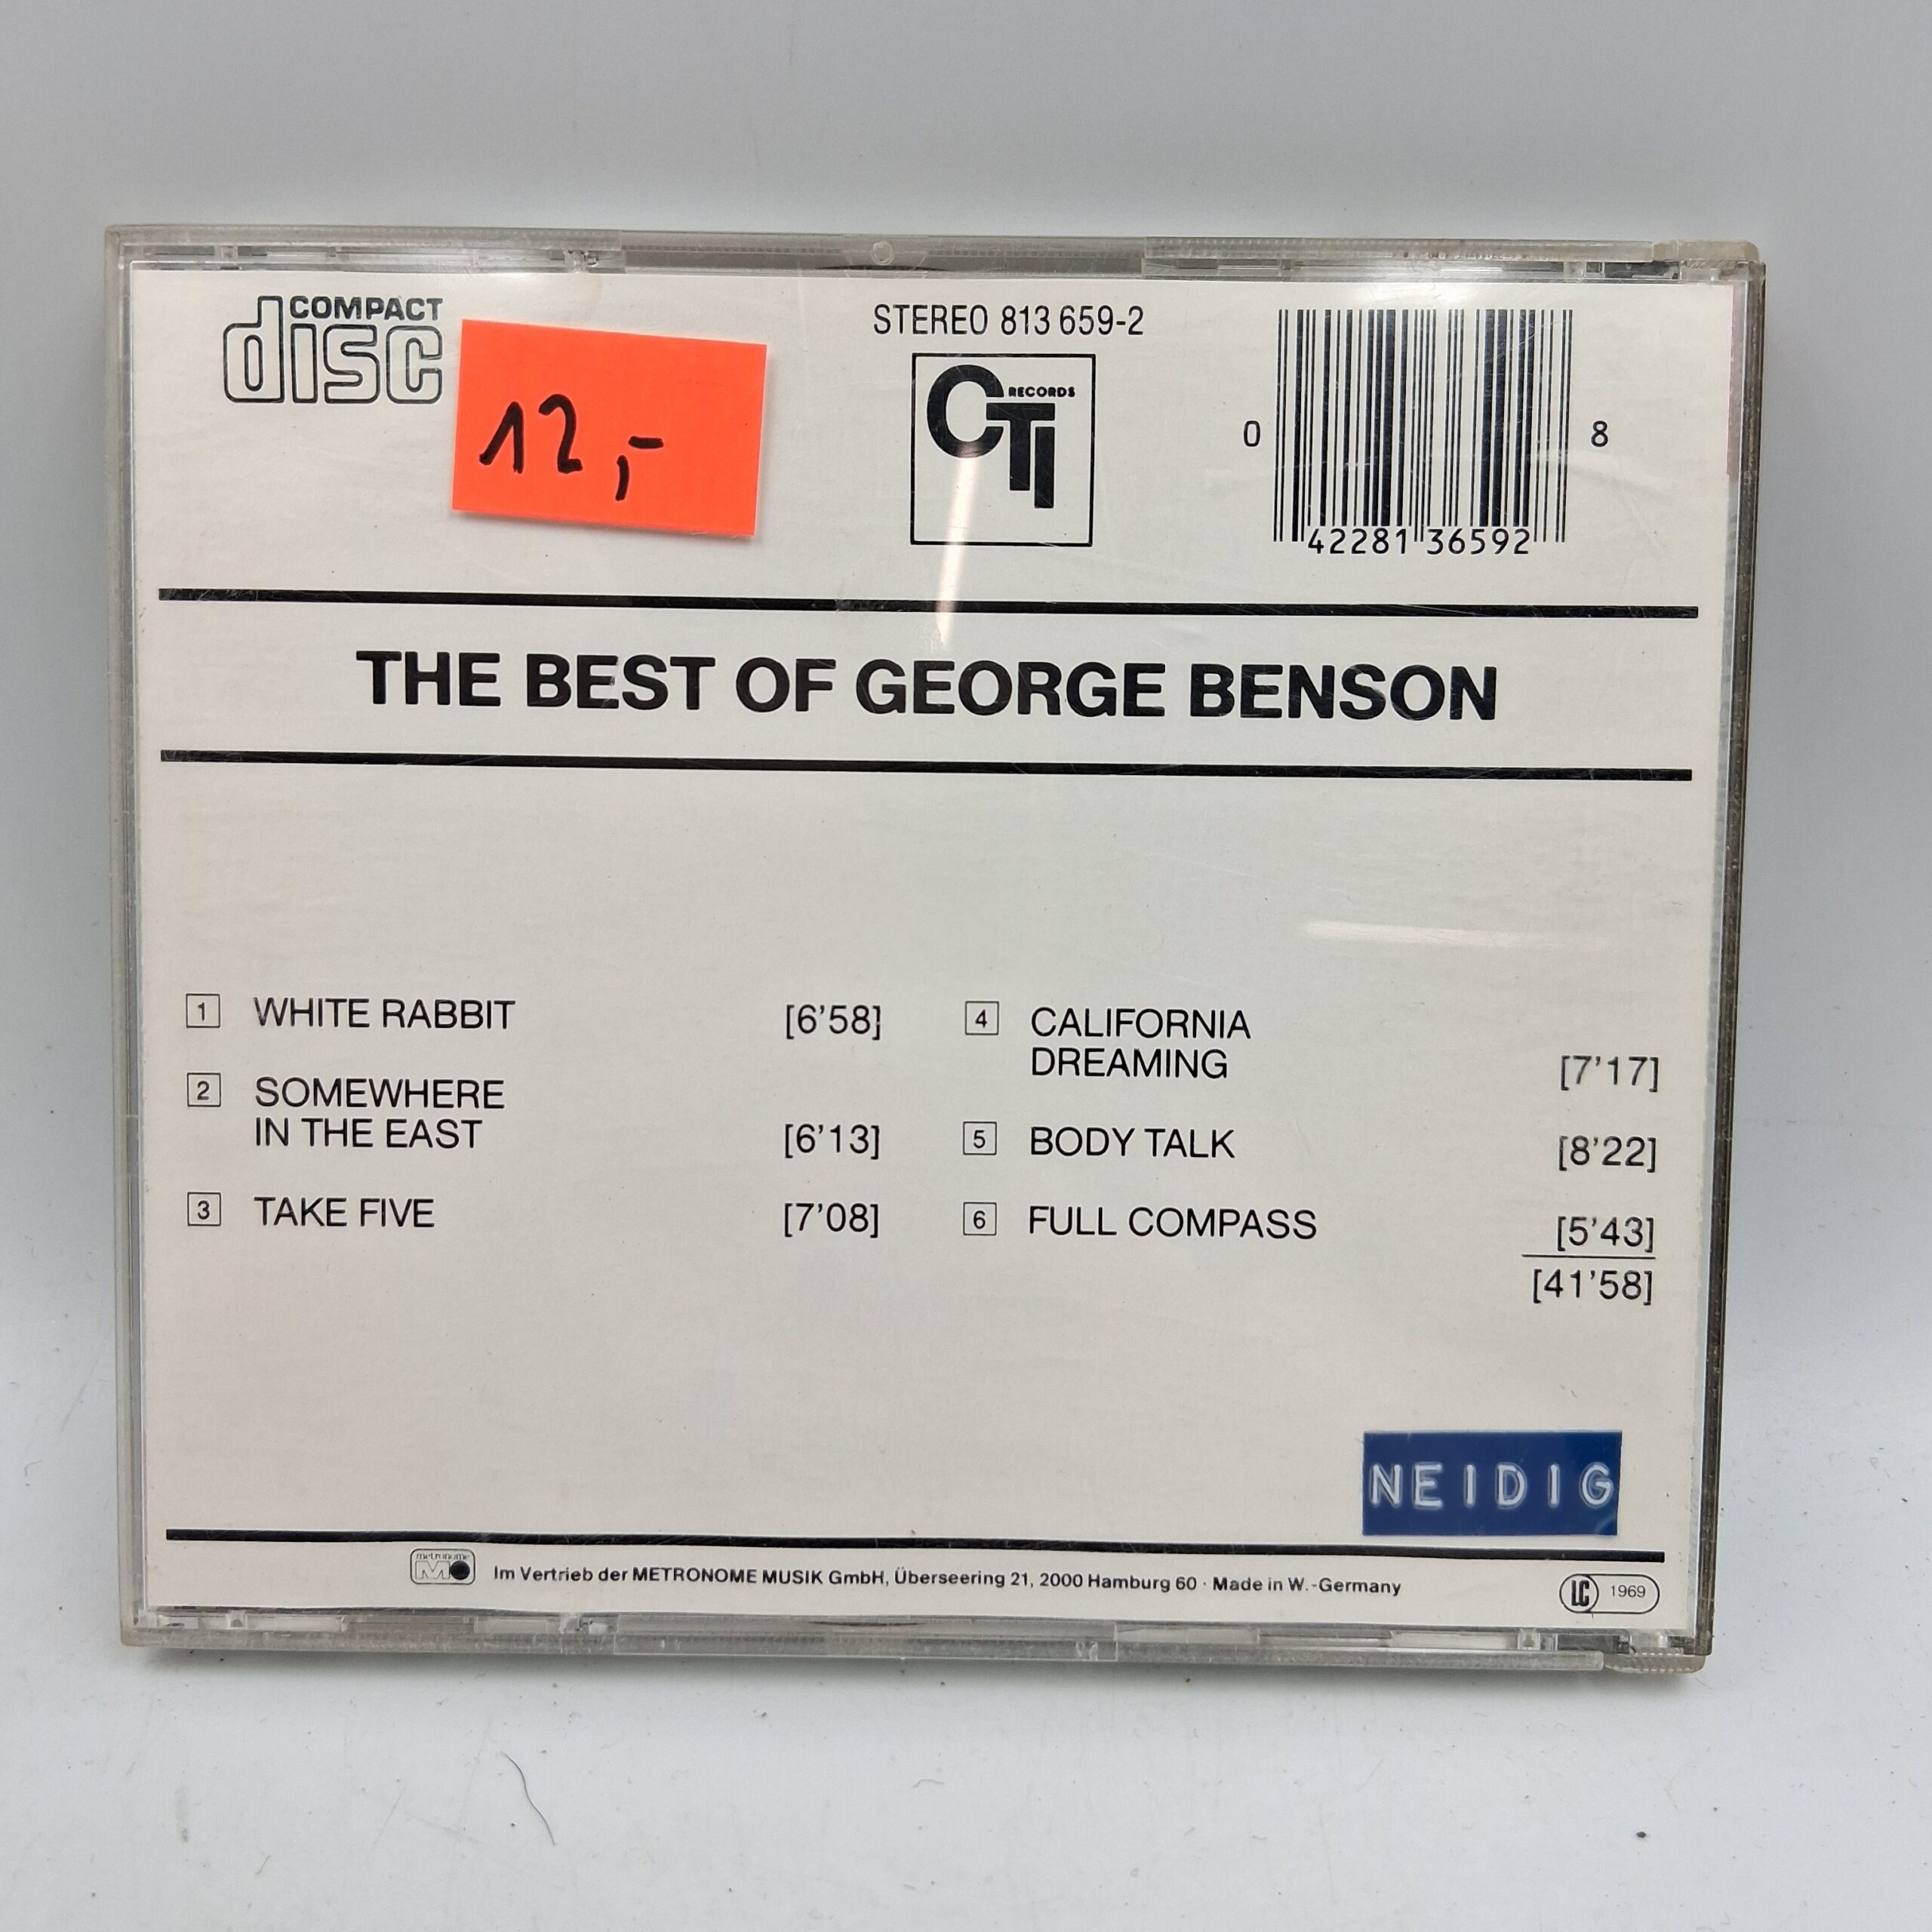 COMPACT
disc
12,-
STEREO 813 659-2
CTI RECORDS
0 42281 36592 8
THE BEST OF GEORGE BENSON
1 WHITE RABBIT [6'58]
2 SOMEWHERE
IN THE EAST [6'13]
3 TAKE FIVE [7'08]
4 CALIFORNIA
DREAMING [7'17]
5 BODY TALK [8'22]
6 FULL COMPASS [5'43]
[41'58]
NEIDIG
metronome
Im Vertrieb der METRONOME MUSIK GmbH, Überseering 21, 2000 Hamburg 60 · Made in W.-Germany
LC 1969